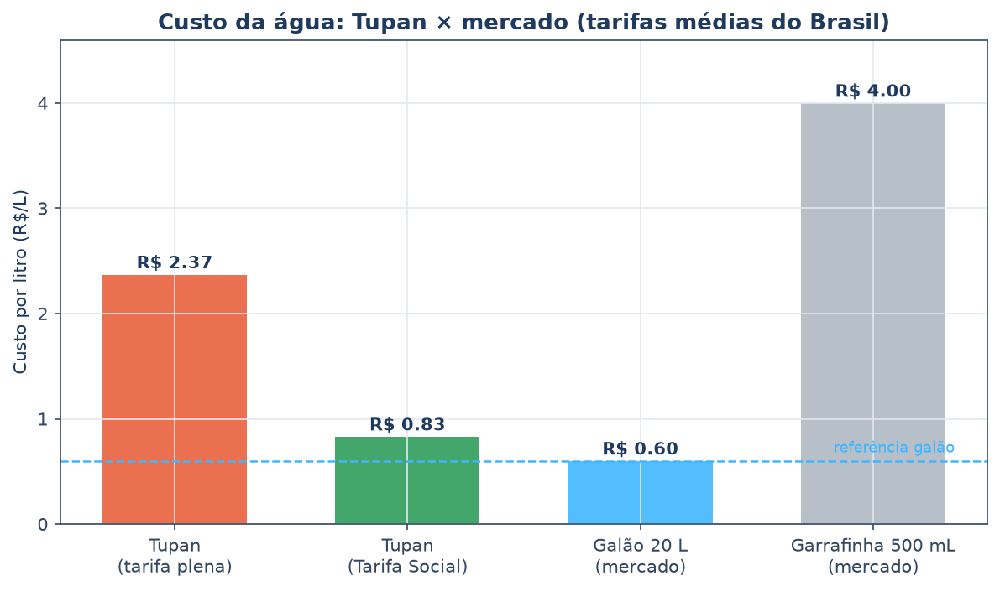 Custo da água: Tupan × mercado (tarifas médias do Brasil)
Custo por litro (R$/L)
4
3
2
1
0
R$ 2.37
R$ 0.83
R$ 0.60
R$ 4.00
referência galão
Tupan
(tarifa plena)
Tupan
(Tarifa Social)
Galão 20 L
(mercado)
Garrafinha 500 mL
(mercado)